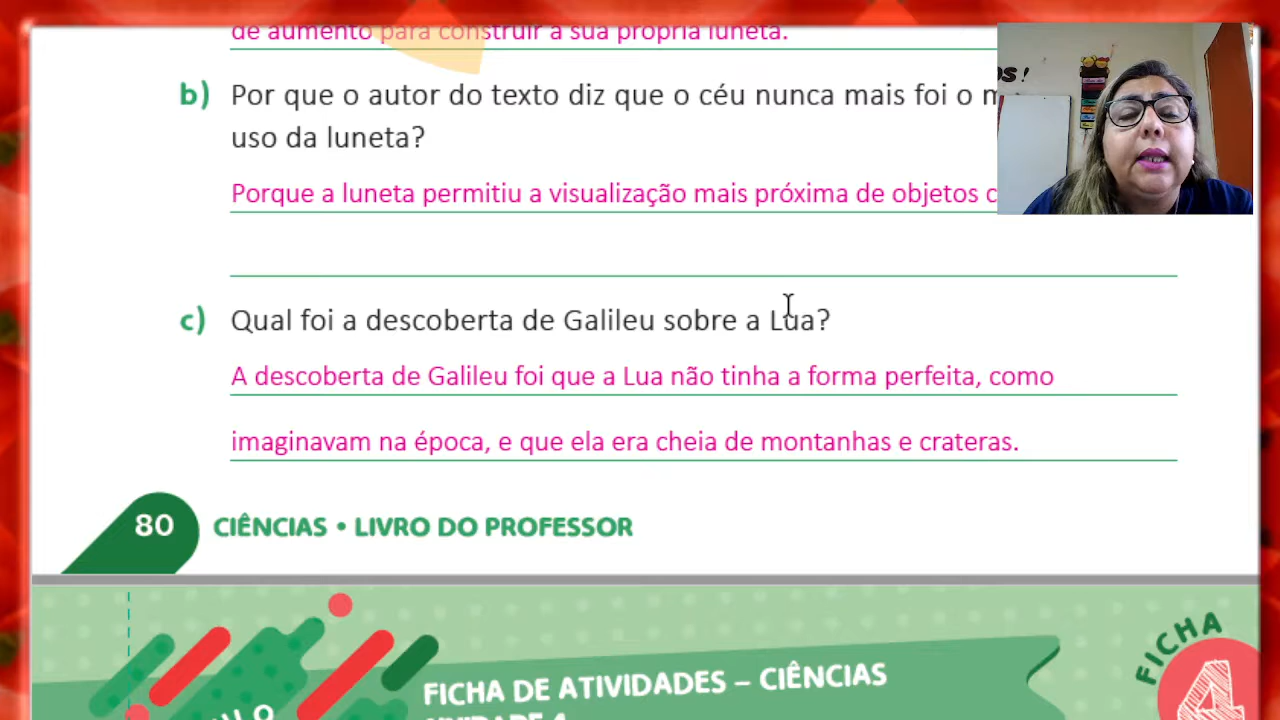 de aumento para construir a sua própria luneta.
b) Por que o autor do texto diz que o céu nunca mais foi o
uso da luneta?
Porque a luneta permitiu a visualização mais próxima de objetos
c) Qual foi a descoberta de Galileu sobre a Lua?
A descoberta de Galileu foi que a Lua não tinha a forma perfeita, como
imaginavam na época, e que ela era cheia de montanhas e crateras.
80 CIÊNCIAS • LIVRO DO PROFESSOR
FICHA
4
FICHA DE ATIVIDADES – CIÊNCIAS
UNIDADE 4